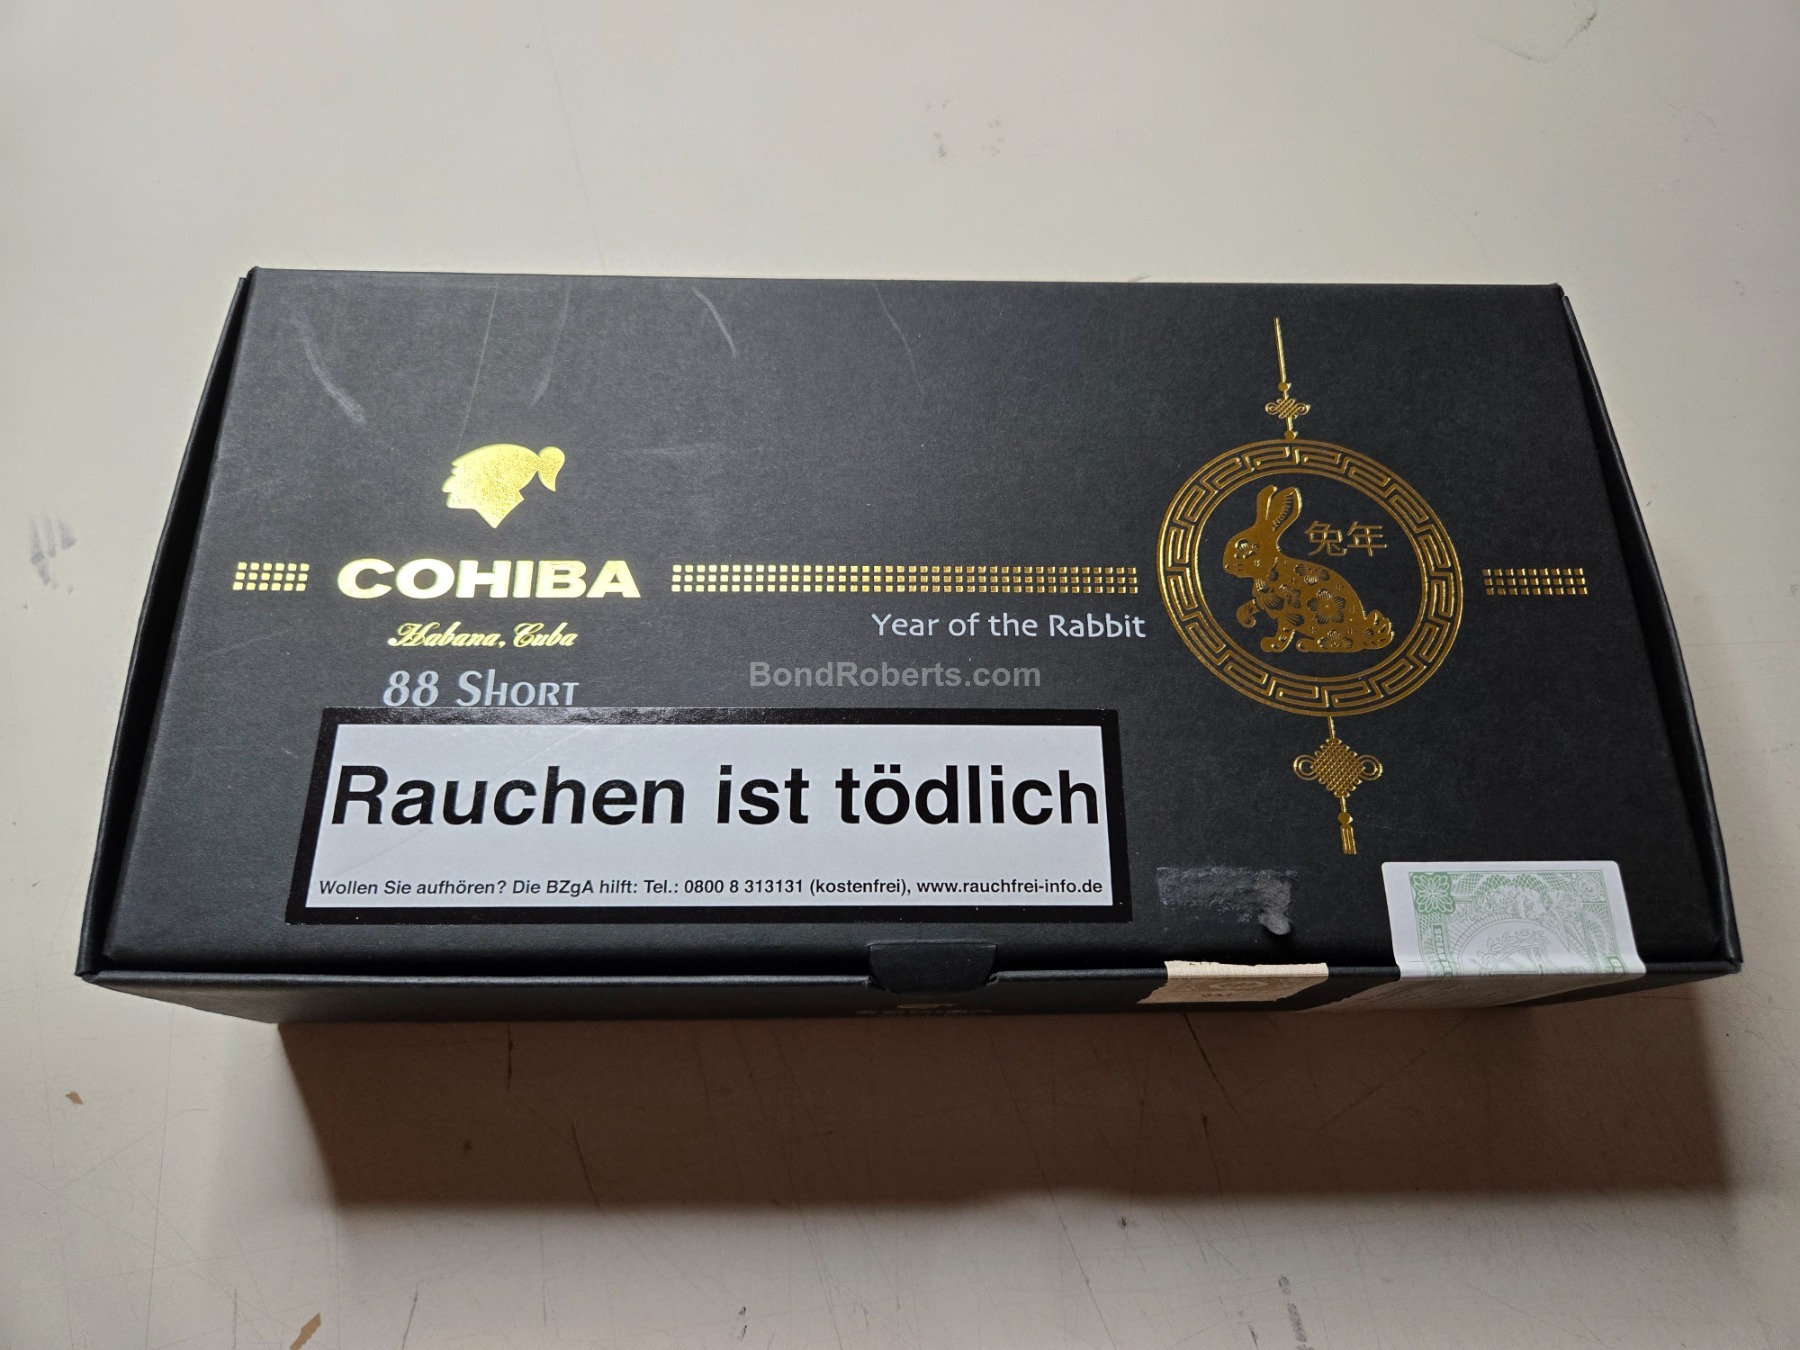 兔年
COHIBA
Habana, Cuba
Year of the Rabbit
88 SHORT
BondRoberts.com
Rauchen ist tödlich
Wollen Sie aufhören? Die BZgA hilft: Tel.: 0800 8 313131 (kostenfrei), www.rauchfrei-info.de